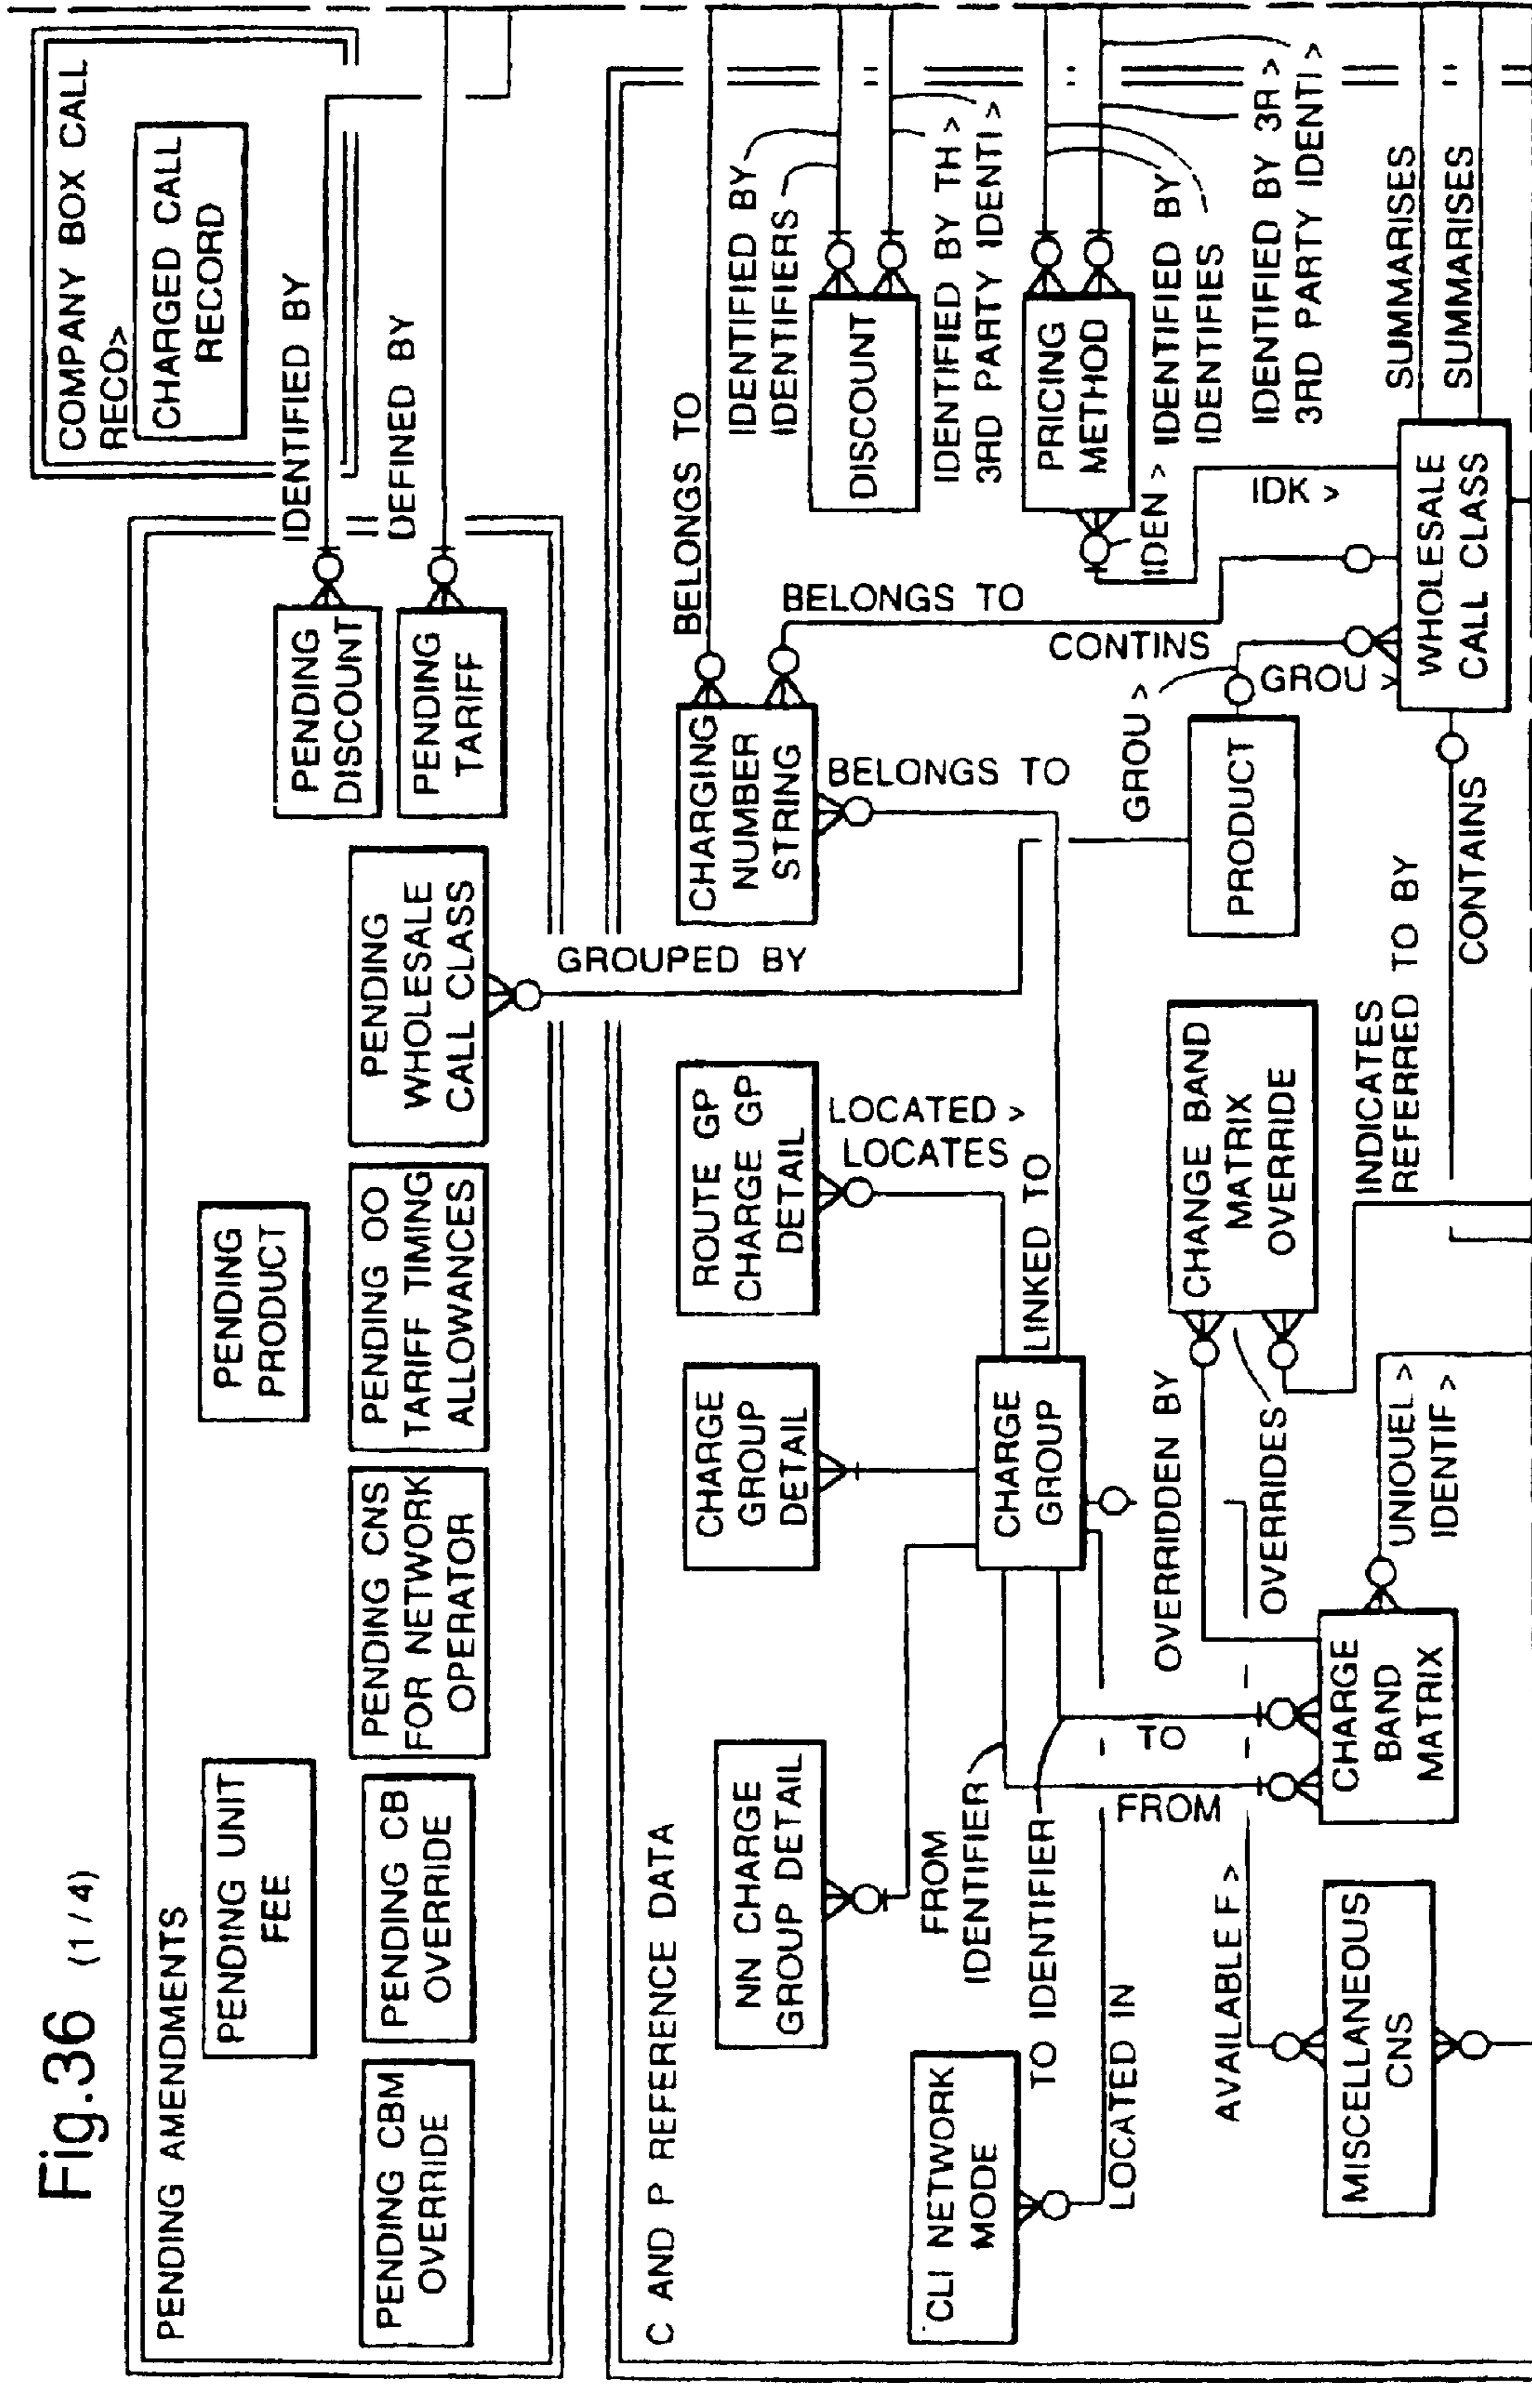 Fig.36 (1/4)
PENDING AMENDMENTS
PENDING UNIT
FEE
PENDING
PRODUCT
PENDING
DISCOUNT
IDENTIFIED BY
COMPANY BOX CALL
RECO>
CHARGED CALL
RECORD
PENDING CBM
OVERRIDE
PENDING CB
OVERRIDE
PENDING CNS
FOR NETWORK
OPERATOR
PENDING OO
TARIFF TIMING
ALLOWANCES
PENDING
WHOLESALE
CALL CLASS
PENDING
TARIFF
DEFINED BY
GROUPED BY
C AND P REFERENCE DATA
NN CHARGE
GROUP DETAIL
CHARGE
GROUP
DETAIL
ROUTE GP
CHARGE GP
DETAIL
LOCATED >
LOCATES
CHARGING
NUMBER
STRING
BELONGS TO
BELONGS TO
BELONGS TO
IDENTIFIED BY
IDENTIFIERS
DISCOUNT
IDENTIFIED BY TH >
3RD PARTY IDENTI >
CLI NETWORK
MODE
FROM
IDENTIFIER
TO IDENTIFIER
LOCATED IN
CHARGE
GROUP
LINKED TO
FROM
TO
PRICING
METHOD
IDEN >
IDENTIFIED BY
IDENTIFIES
IDENTIFIED BY 3R >
3RD PARTY IDENTI >
CONTINS
GROU >
GROU >
PRODUCT
IDK >
OVERRIDDEN BY
OVERRIDES
CHANGE BAND
MATRIX
OVERRIDE
INDICATES
REFERRED TO BY
CONTAINS
WHOLESALE
CALL CLASS
SUMMARISES
SUMMARISES
AVAILABLE F >
MISCELLANEOUS
CNS
CHARGE
BAND
MATRIX
UNIOUEL >
IDENTIF >